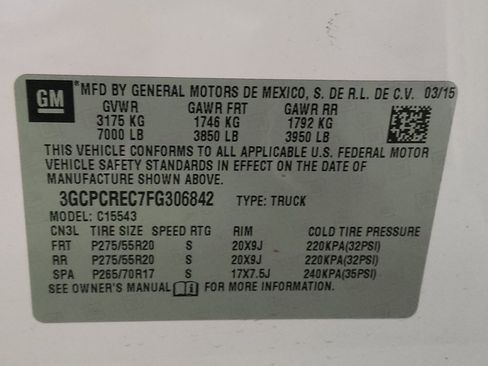 GM *MFD BY GENERAL MOTORS DE MEXICO, S. DE R.L. DE C.V. 03/15
GVWR GAWR FRT GAWR RR
3175 KG 1746 KG 1792 KG
7000 LB 3850 LB 3950 LB
THIS VEHICLE CONFORMS TO ALL APPLICABLE U.S. FEDERAL MOTOR
VEHICLE SAFETY STANDARDS IN EFFECT ON THE DATE OF
MANUFACTURE SHOWN ABOVE.
3GCPCREC7FG306842 TYPE: TRUCK
MODEL: C15543
CN3L TIRE SIZE SPEED RTG RIM COLD TIRE PRESSURE
FRT P275/55R20 S 20X9J 220KPA(32PSI)
RR P275/55R20 S 20X9J 220KPA(32PSI)
SPA P265/70R17 S 17X7.5J 240KPA(35PSI)
SEE OWNER'S MANUAL FOR MORE INFORMATION.